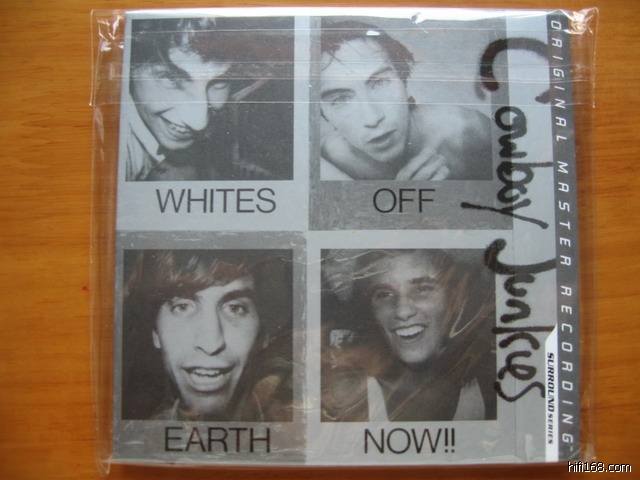 WHITES OFF
EARTH NOW!!
Cowboy Junkies
ORIGINAL MASTER RECORDING
SURROUND SERIES
hifi168.com